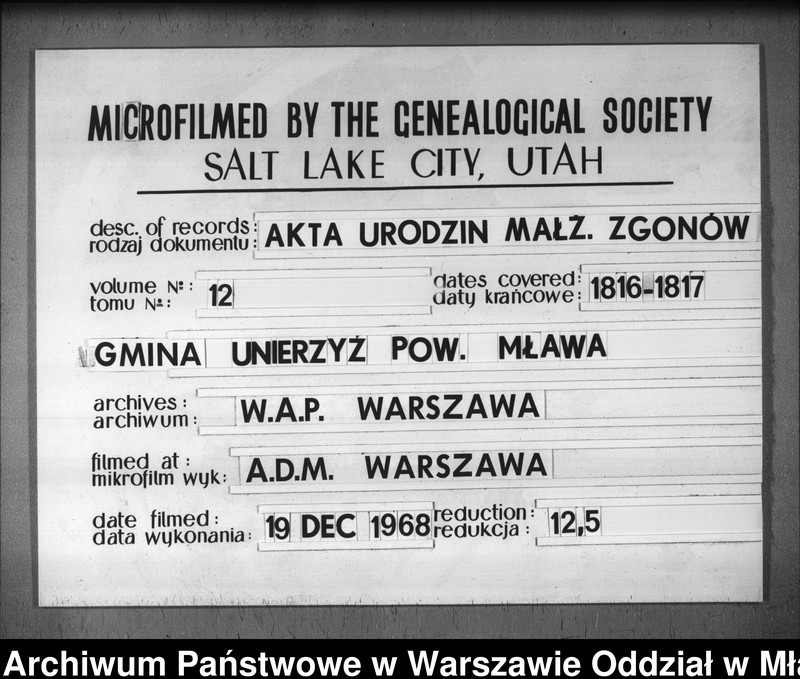 MICROFILMED BY THE GENEALOGICAL SOCIETY
SALT LAKE CITY, UTAH
desc. of records:
rodzaj dokumentu: AKTA URODZIN MAŁŻ. ZGONÓW
volume №:
tomu №: 12
dates covered:
daty krańcowe: 1816-1817
GMINA UNIERZYŻ POW. MŁAWA
archives:
archiwum: W.A.P. WARSZAWA
filmed at:
mikrofilm wyk: A.D.M. WARSZAWA
date filmed:
data wykonania: 19 DEC 1968
reduction:
redukcja: 12,5
Archiwum Państwowe w Warszawie Oddział w